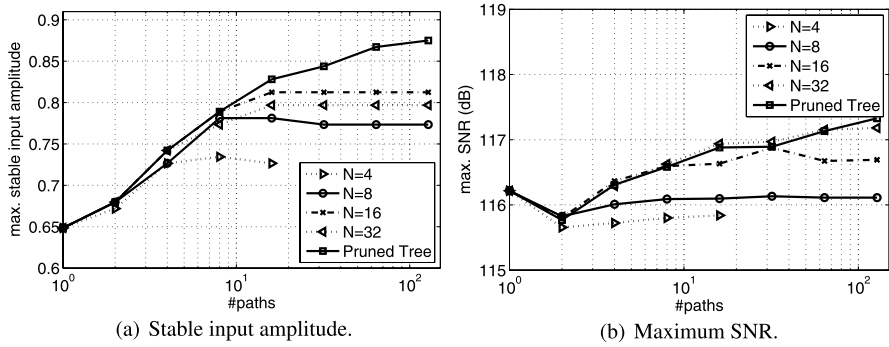 0.9
0.85
0.8
0.75
0.7
0.65
0.6
max. stable input amplitude
N=4
N=8
N=16
N=32
Pruned Tree
10^0
10^1
10^2
#paths
(a) Stable input amplitude.
119
118
117
116
115
max. SNR (dB)
N=4
N=8
N=16
N=32
Pruned Tree
10^0
10^1
10^2
#paths
(b) Maximum SNR.